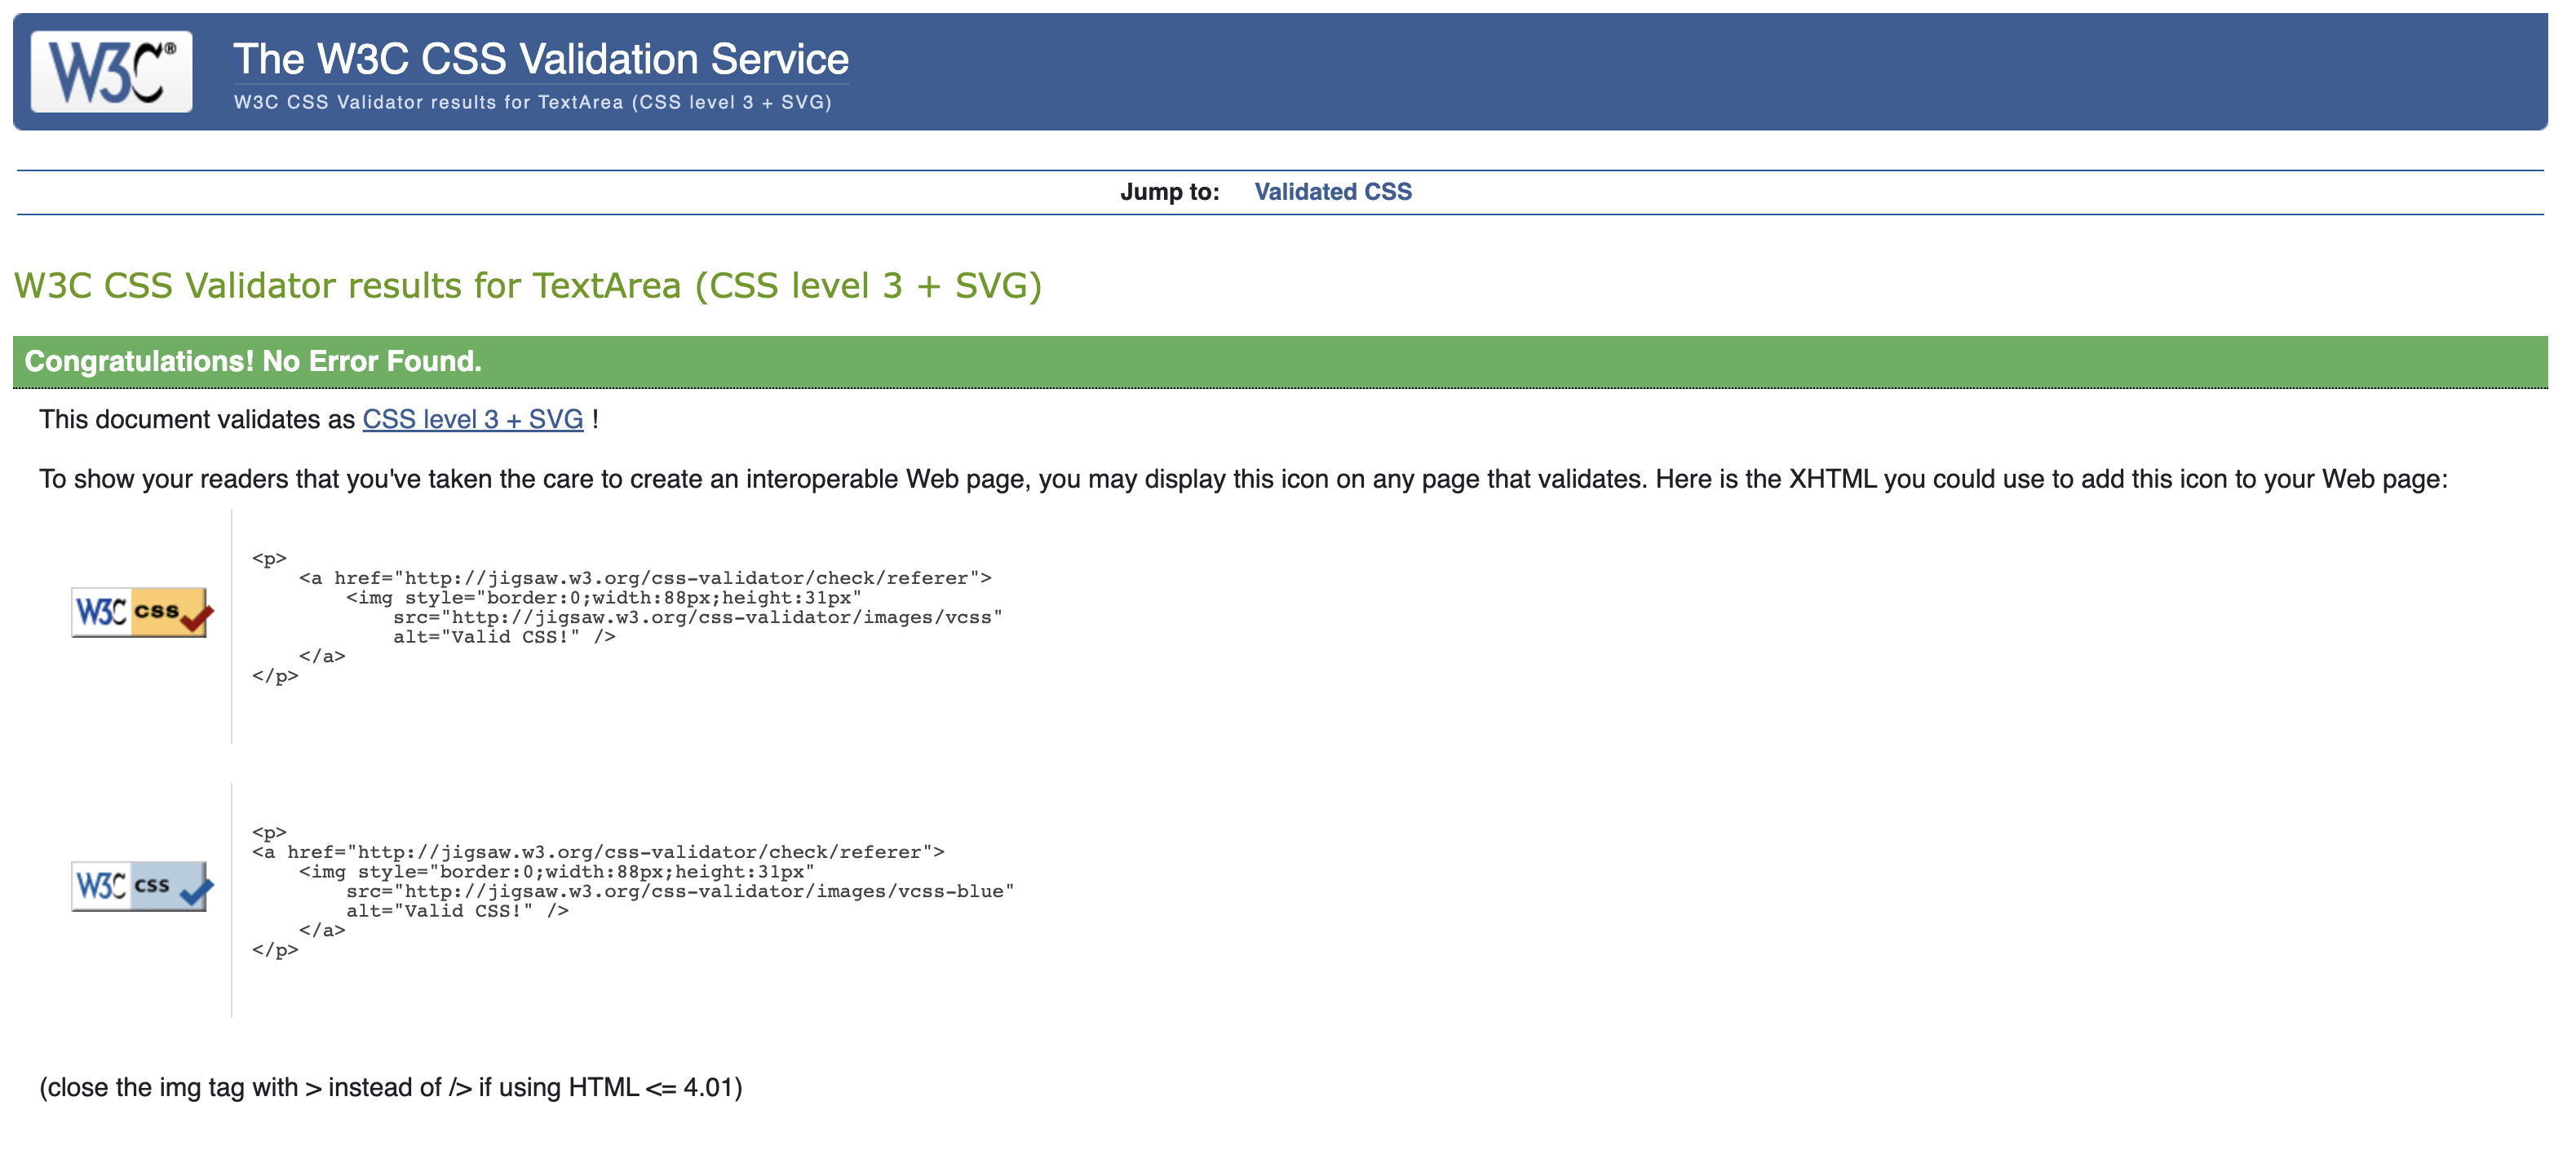 W3C®
The W3C CSS Validation Service
W3C CSS Validator results for TextArea (CSS level 3 + SVG)
Jump to: Validated CSS
W3C CSS Validator results for TextArea (CSS level 3 + SVG)
Congratulations! No Error Found.
This document validates as CSS level 3 + SVG !
To show your readers that you've taken the care to create an interoperable Web page, you may display this icon on any page that validates. Here is the XHTML you could use to add this icon to your Web page:
W3C css
<p>
    <a href="http://jigsaw.w3.org/css-validator/check/referer">
        <img style="border:0;width:88px;height:31px"
            src="http://jigsaw.w3.org/css-validator/images/vcss"
            alt="Valid CSS!" />
    </a>
</p>
W3C css
<p>
<a href="http://jigsaw.w3.org/css-validator/check/referer">
    <img style="border:0;width:88px;height:31px"
        src="http://jigsaw.w3.org/css-validator/images/vcss-blue"
        alt="Valid CSS!" />
    </a>
</p>
(close the img tag with > instead of /> if using HTML <= 4.01)